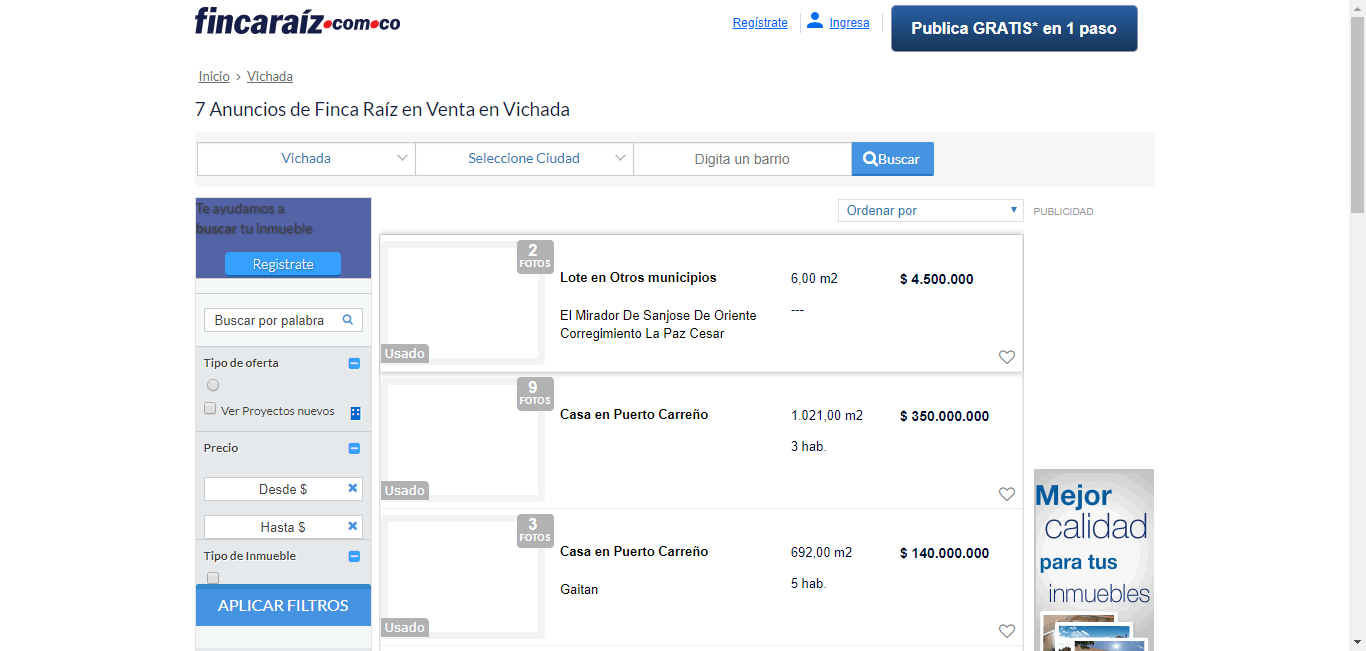 fincaraíz.com.co
Regístrate
Ingresa
Publica GRATIS* en 1 paso
Inicio › Vichada
7 Anuncios de Finca Raíz en Venta en Vichada
Vichada
Seleccione Ciudad
Digita un barrio
Buscar
Te ayudamos a
buscar tu inmueble
Registrate
Buscar por palabra
Tipo de oferta
Ver Proyectos nuevos
Precio
Desde $
Hasta $
Tipo de Inmueble
APLICAR FILTROS
Ordenar por
PUBLICIDAD
2
FOTOS
Usado
Lote en Otros municipios
El Mirador De Sanjose De Oriente
Corregimiento La Paz Cesar
6,00 m2
---
$ 4.500.000
9
FOTOS
Usado
Casa en Puerto Carreño
1.021,00 m2
3 hab.
$ 350.000.000
3
FOTOS
Usado
Casa en Puerto Carreño
Gaitan
692,00 m2
5 hab.
$ 140.000.000
Mejor
calidad
para tus
inmuebles